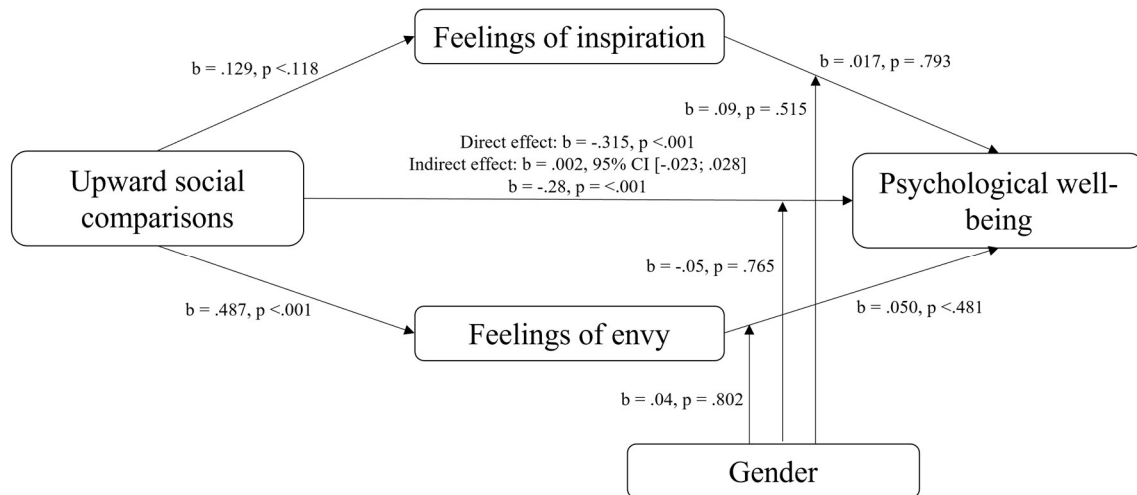 Feelings of inspiration
b = .129, p <.118
b = .017, p = .793
b = .09, p = .515
Direct effect: b = -.315, p <.001
Indirect effect: b = .002, 95% CI [-.023; .028]
b = -.28, p = <.001
Upward social
comparisons
Psychological well-
being
b = -.05, p = .765
b = .487, p <.001
b = .050, p <.481
Feelings of envy
b = .04, p = .802
Gender